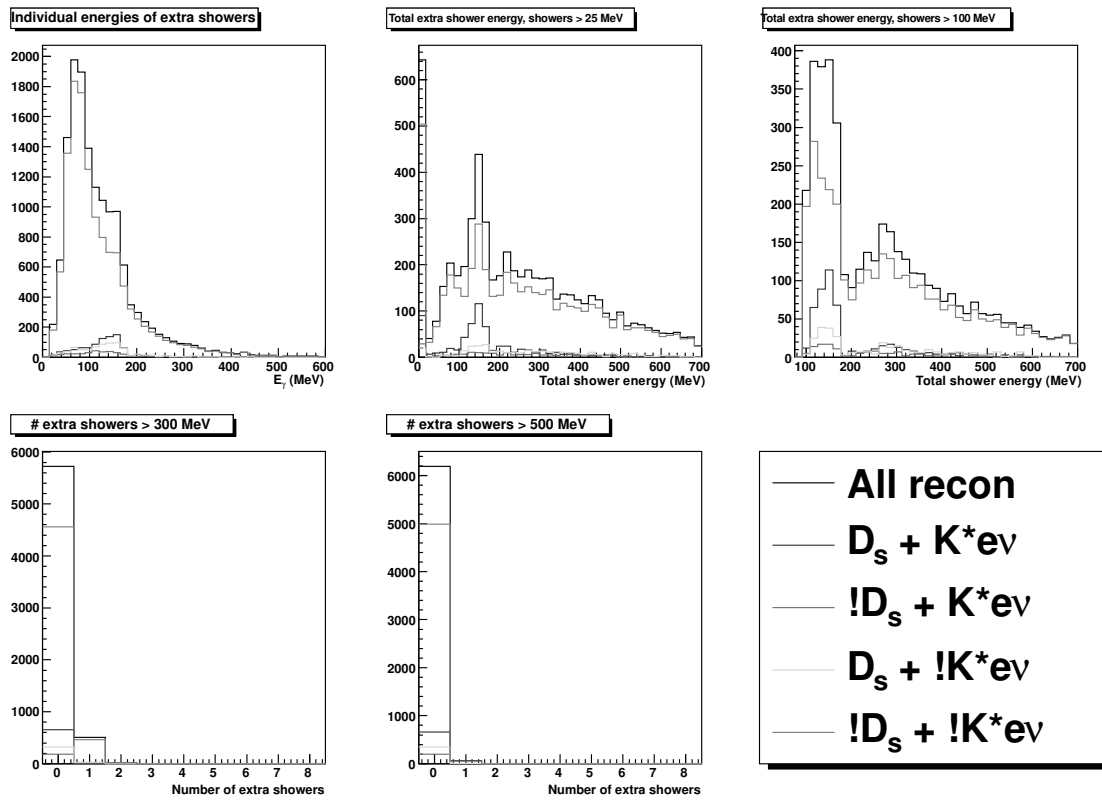 Individual energies of extra showers
2000
1800
1600
1400
1200
1000
800
600
400
200
0
0 100 200 300 400 500 600
Eγ (MeV)
Total extra shower energy, showers > 25 MeV
600
500
400
300
200
100
0
0 100 200 300 400 500 600 700
Total shower energy (MeV)
Total extra shower energy, showers > 100 MeV
400
350
300
250
200
150
100
50
0
100 200 300 400 500 600 700
Total shower energy (MeV)
# extra showers > 300 MeV
6000
5000
4000
3000
2000
1000
0
0 1 2 3 4 5 6 7 8
Number of extra showers
# extra showers > 500 MeV
6000
5000
4000
3000
2000
1000
0
0 1 2 3 4 5 6 7 8
Number of extra showers
All recon
Ds + K*eν
!Ds + K*eν
Ds + !K*eν
!Ds + !K*eν